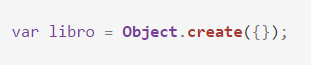 var libro = Object.create({});